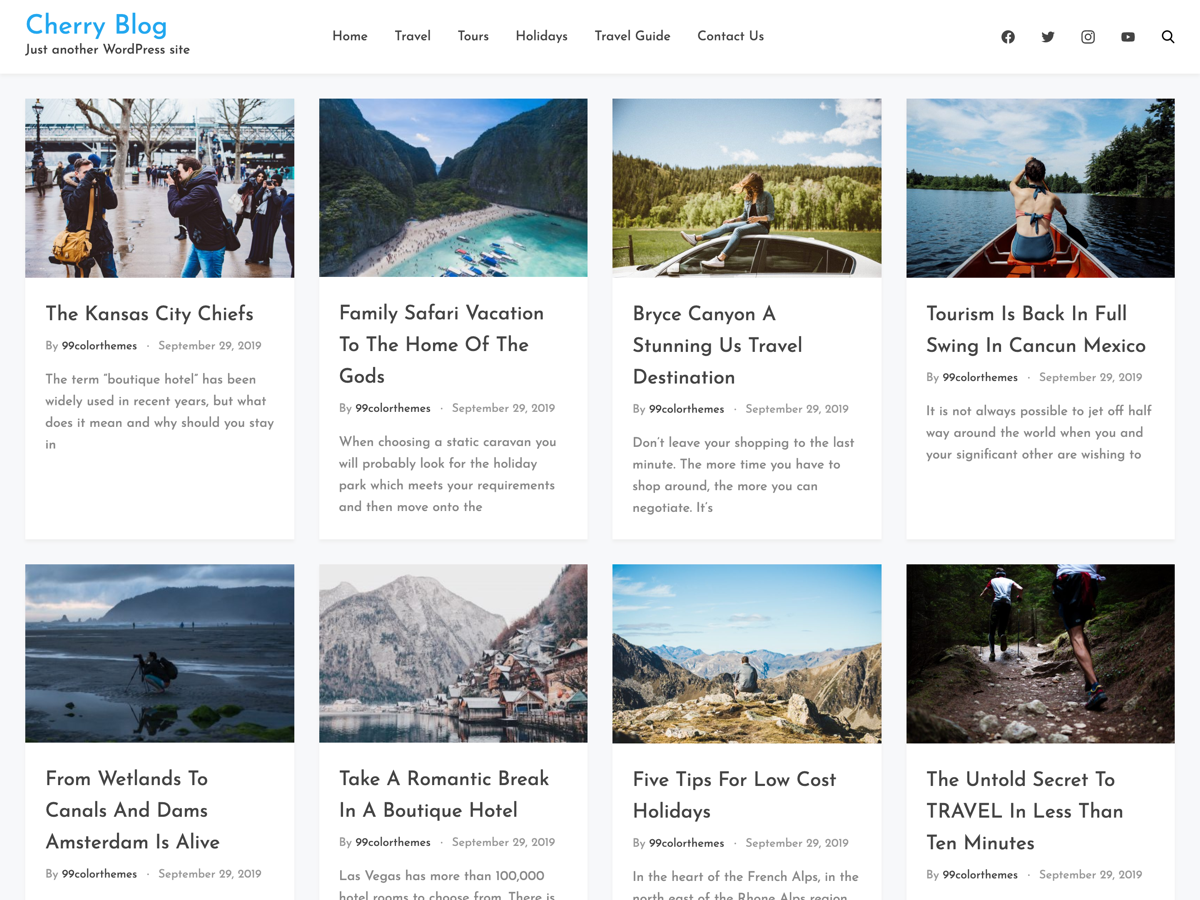 Cherry Blog
Just another WordPress site
Home
Travel
Tours
Holidays
Travel Guide
Contact Us
The Kansas City Chiefs
By 99colorthemes · September 29, 2019
The term “boutique hotel” has been
widely used in recent years, but what
does it mean and why should you stay
in
Family Safari Vacation
To The Home Of The
Gods
By 99colorthemes · September 29, 2019
When choosing a static caravan you
will probably look for the holiday
park which meets your requirements
and then move onto the
Bryce Canyon A
Stunning Us Travel
Destination
By 99colorthemes · September 29, 2019
Don’t leave your shopping to the last
minute. The more time you have to
shop around, the more you can
negotiate. It’s
Tourism Is Back In Full
Swing In Cancun Mexico
By 99colorthemes · September 29, 2019
It is not always possible to jet off half
way around the world when you and
your significant other are wishing to
From Wetlands To
Canals And Dams
Amsterdam Is Alive
By 99colorthemes · September 29, 2019
Take A Romantic Break
In A Boutique Hotel
By 99colorthemes · September 29, 2019
Las Vegas has more than 100,000
hotel rooms to choose from. There is
Five Tips For Low Cost
Holidays
By 99colorthemes · September 29, 2019
In the heart of the French Alps, in the
north east of the Rhone Alps region
The Untold Secret To
TRAVEL In Less Than
Ten Minutes
By 99colorthemes · September 29, 2019